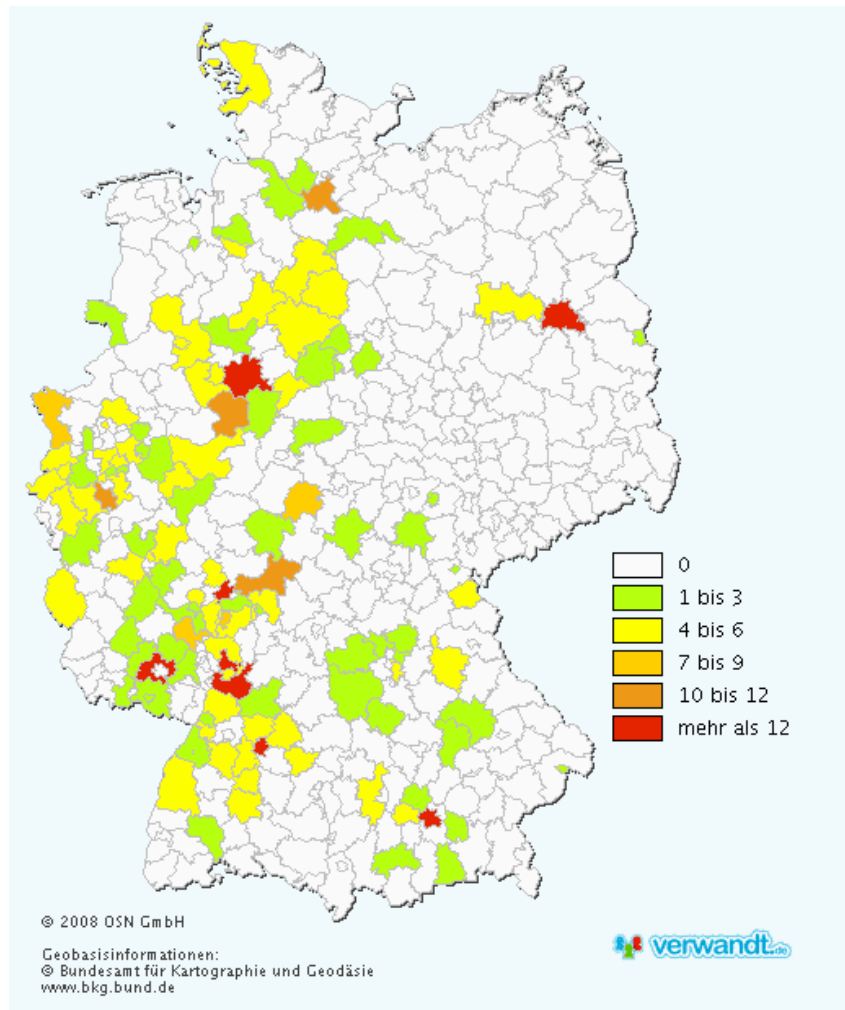 0
1 bis 3
4 bis 6
7 bis 9
10 bis 12
mehr als 12
© 2008 OSN GmbH
Geobasisinformationen:
© Bundesamt für Kartographie und Geodäsie
www.bkg.bund.de
verwandt.de